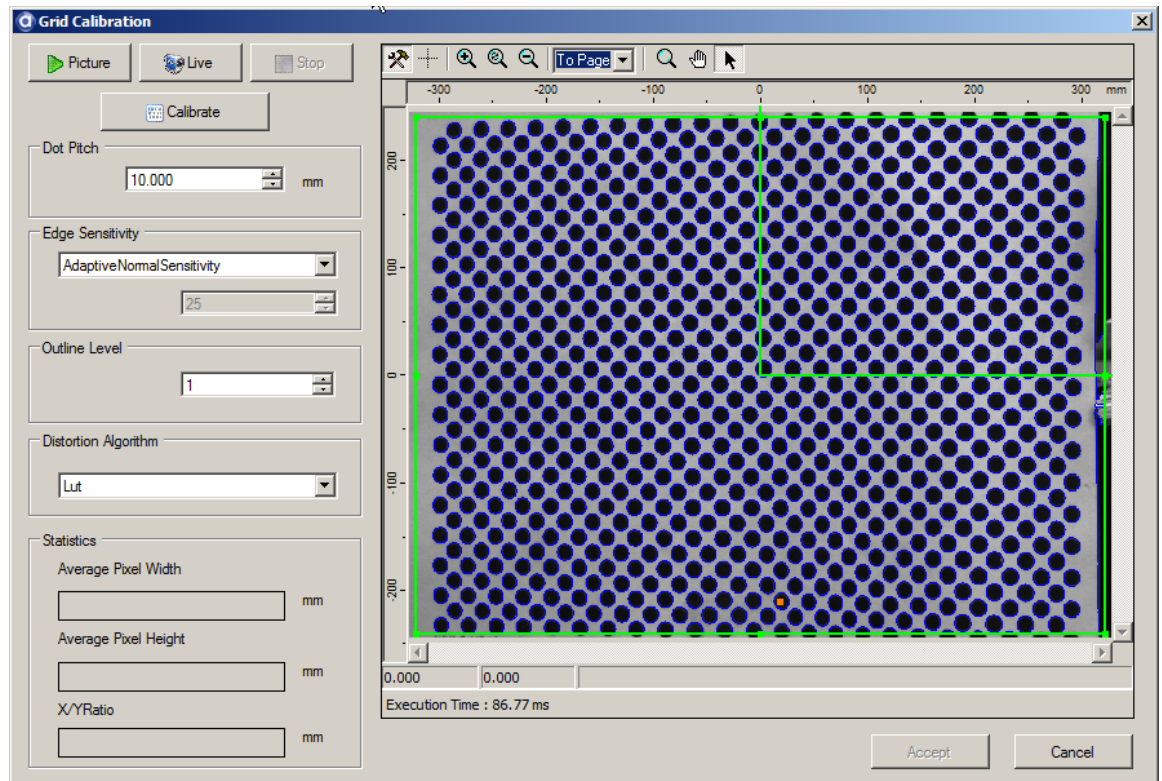 Grid Calibration
Picture
Live
Stop
Calibrate
Dot Pitch
10.000
mm
Edge Sensitivity
AdaptiveNormalSensitivity
25
Outline Level
1
Distortion Algorithm
Lut
Statistics
Average Pixel Width
mm
Average Pixel Height
mm
X/YRatio
mm
To Page
-300 -200 -100 0 100 200 300 mm
200
100
0
-100
-200
0.000 0.000
Execution Time : 86.77 ms
Accept
Cancel